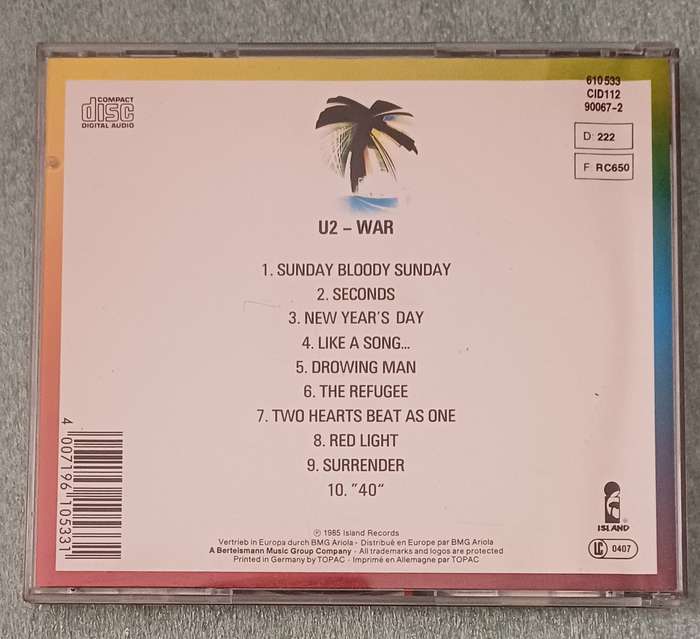 COMPACT
disc
DIGITAL AUDIO
610 533
CID112
90067-2
D: 222
F: RC650
U2 – WAR
1. SUNDAY BLOODY SUNDAY
2. SECONDS
3. NEW YEAR'S DAY
4. LIKE A SONG...
5. DROWING MAN
6. THE REFUGEE
7. TWO HEARTS BEAT AS ONE
8. RED LIGHT
9. SURRENDER
10. ”40“
4 007196 105331
ISLAND
LC 0407
℗ 1985 Island Records
Vertrieb in Europa durch BMG Ariola · Distribué en Europe par BMG Ariola
A Bertelsmann Music Group Company · All trademarks and logos are protected
Printed in Germany by TOPAC · Imprimé en Allemagne par TOPAC